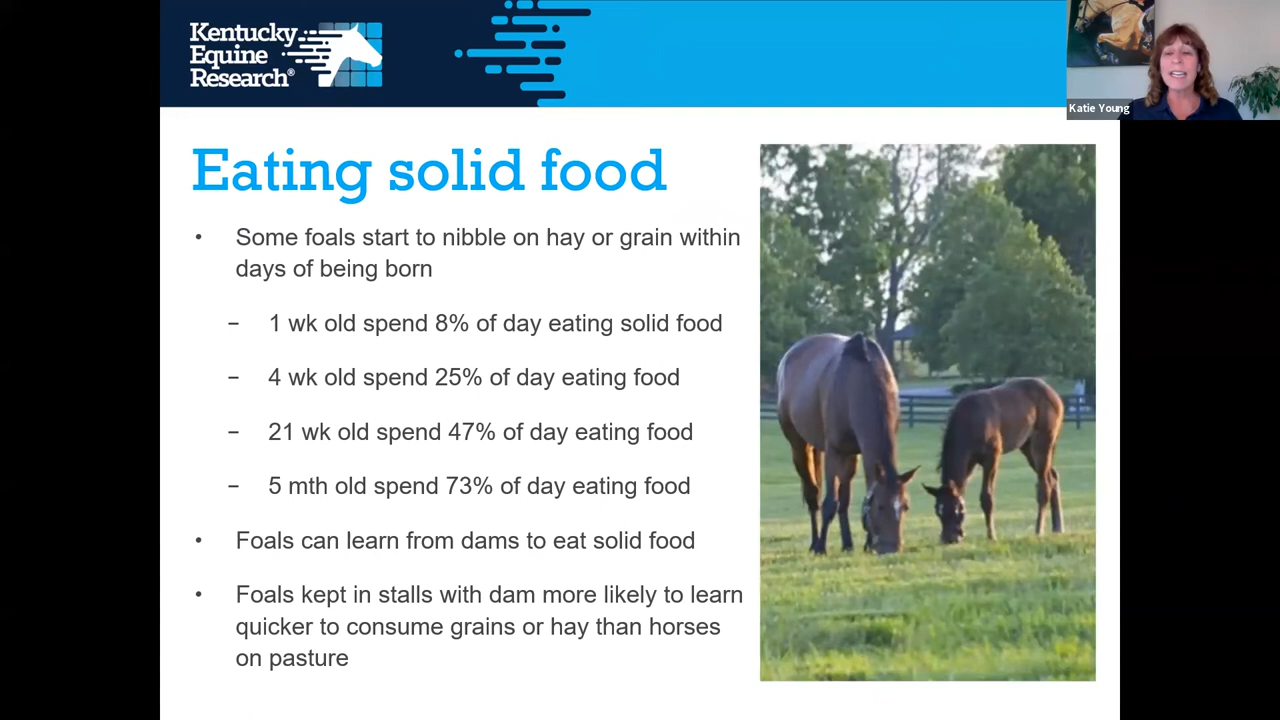 Kentucky
Equine
Research®
Katie Young
Eating solid food
• Some foals start to nibble on hay or grain within
days of being born
– 1 wk old spend 8% of day eating solid food
– 4 wk old spend 25% of day eating food
– 21 wk old spend 47% of day eating food
– 5 mth old spend 73% of day eating food
• Foals can learn from dams to eat solid food
• Foals kept in stalls with dam more likely to learn
quicker to consume grains or hay than horses
on pasture